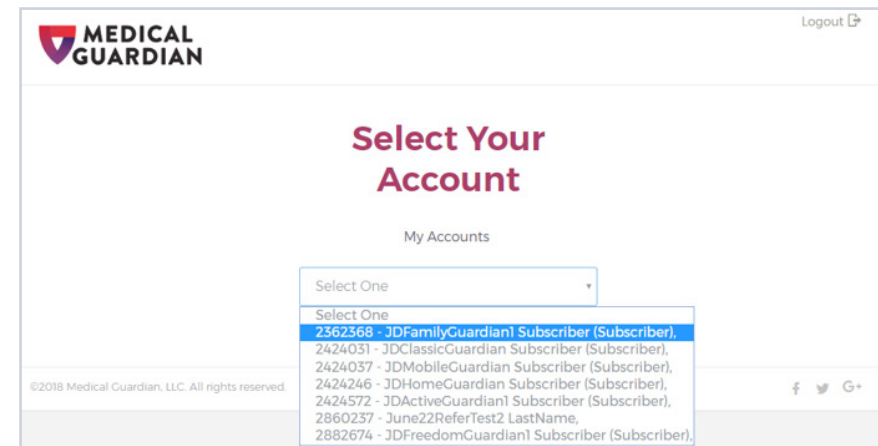 Logout
MEDICAL
GUARDIAN
Select Your
Account
My Accounts
Select One
Select One
2362368 - JDFamilyGuardian1 Subscriber (Subscriber),
2424031 - JDClassicGuardian Subscriber (Subscriber),
2424037 - JDMobileGuardian Subscriber (Subscriber),
2424246 - JDHomeGuardian Subscriber (Subscriber),
2424572 - JDActiveGuardian1 Subscriber (Subscriber),
2860237 - June22ReferTest2 LastName,
2882674 - JDFreedomGuardian1 Subscriber (Subscriber),
©2018 Medical Guardian, LLC. All rights reserved.
G+